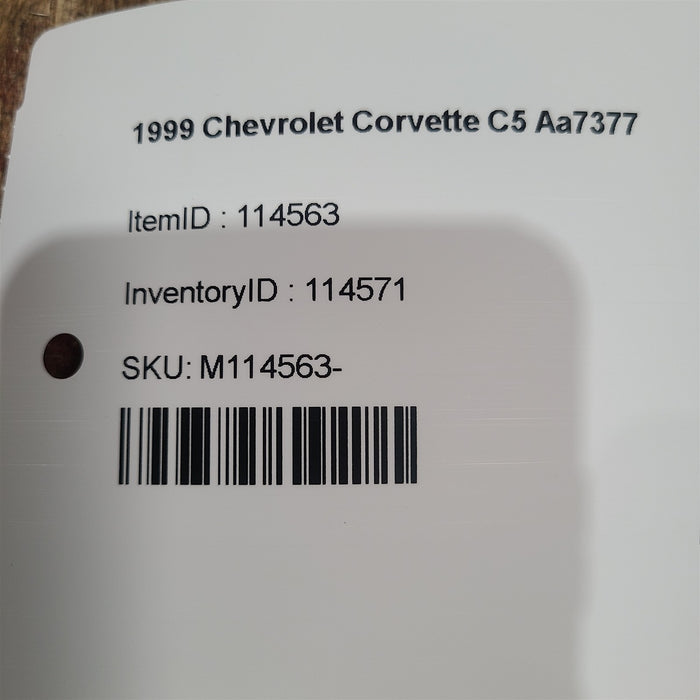 1999 Chevrolet Corvette C5 Aa7377
ItemID : 114563
InventoryID : 114571
SKU: M114563-